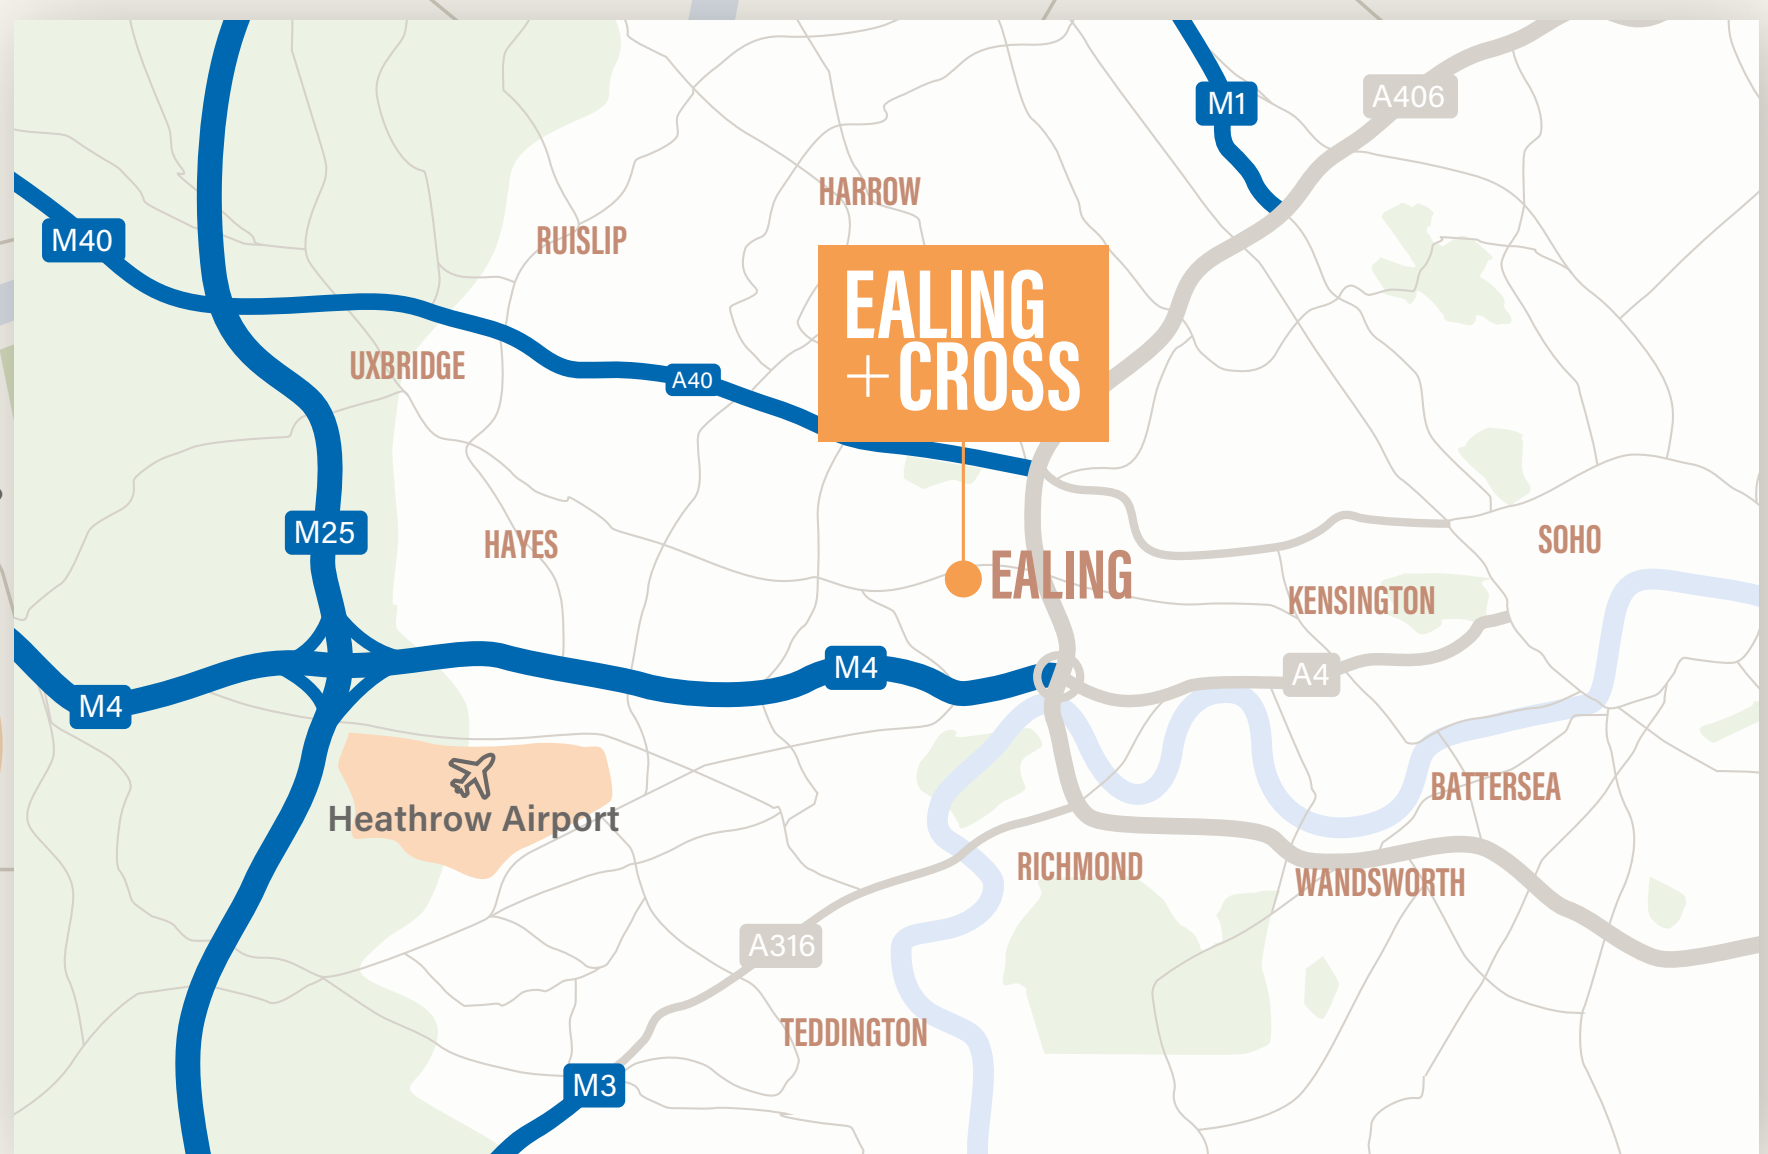 M1
A406
HARROW
M40
RUISLIP
EALING
+CROSS
UXBRIDGE
A40
M25
HAYES
SOHO
EALING
KENSINGTON
M4
A4
M4
Heathrow Airport
BATTERSEA
RICHMOND
WANDSWORTH
A316
TEDDINGTON
M3